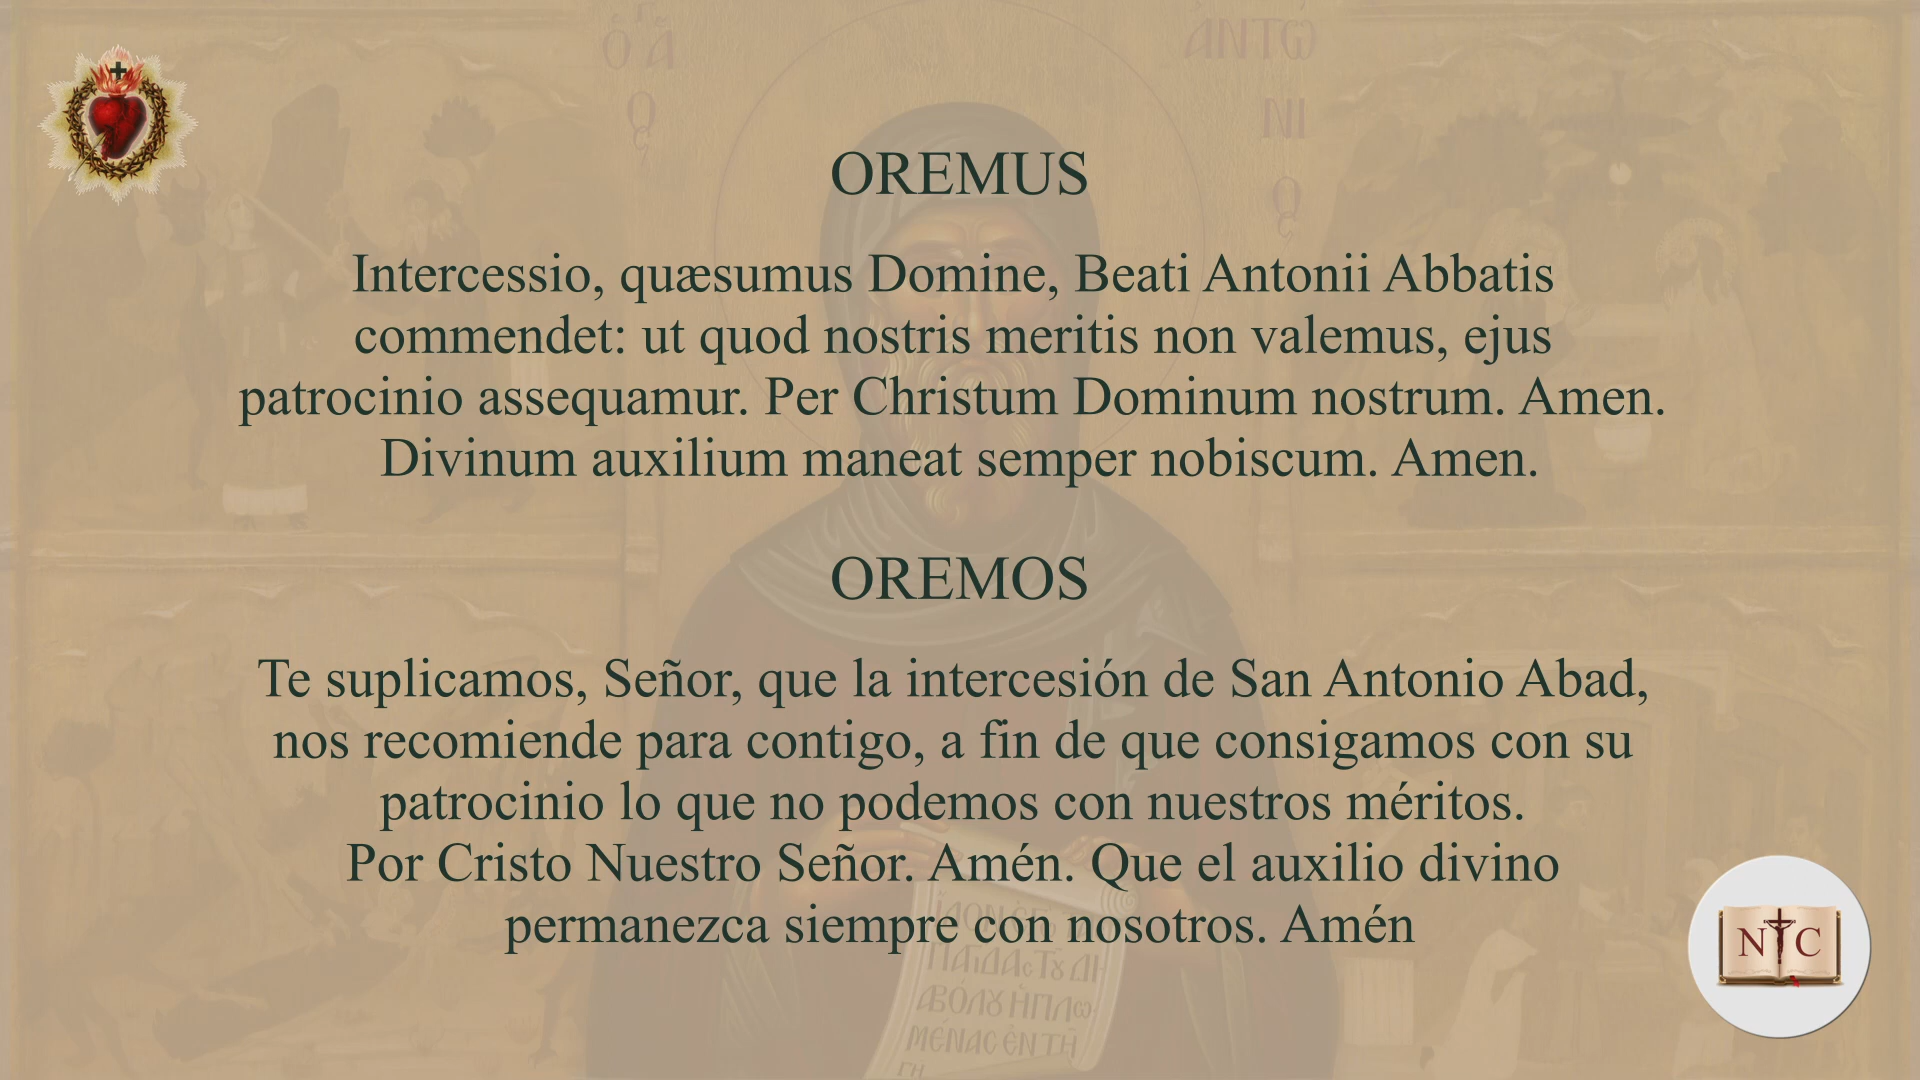 Ὁ ἍΓΙΟΣ
ἈΝΤΩ
ΝΙ
Ο
Ϲ
OREMUS
Intercessio, quæsumus Domine, Beati Antonii Abbatis
commendet: ut quod nostris meritis non valemus, ejus
patrocinio assequamur. Per Christum Dominum nostrum. Amen.
Divinum auxilium maneat semper nobiscum. Amen.
OREMOS
Te suplicamos, Señor, que la intercesión de San Antonio Abad,
nos recomiende para contigo, a fin de que consigamos con su
patrocinio lo que no podemos con nuestros méritos.
Por Cristo Nuestro Señor. Amén. Que el auxilio divino
permanezca siempre con nosotros. Amén
N C